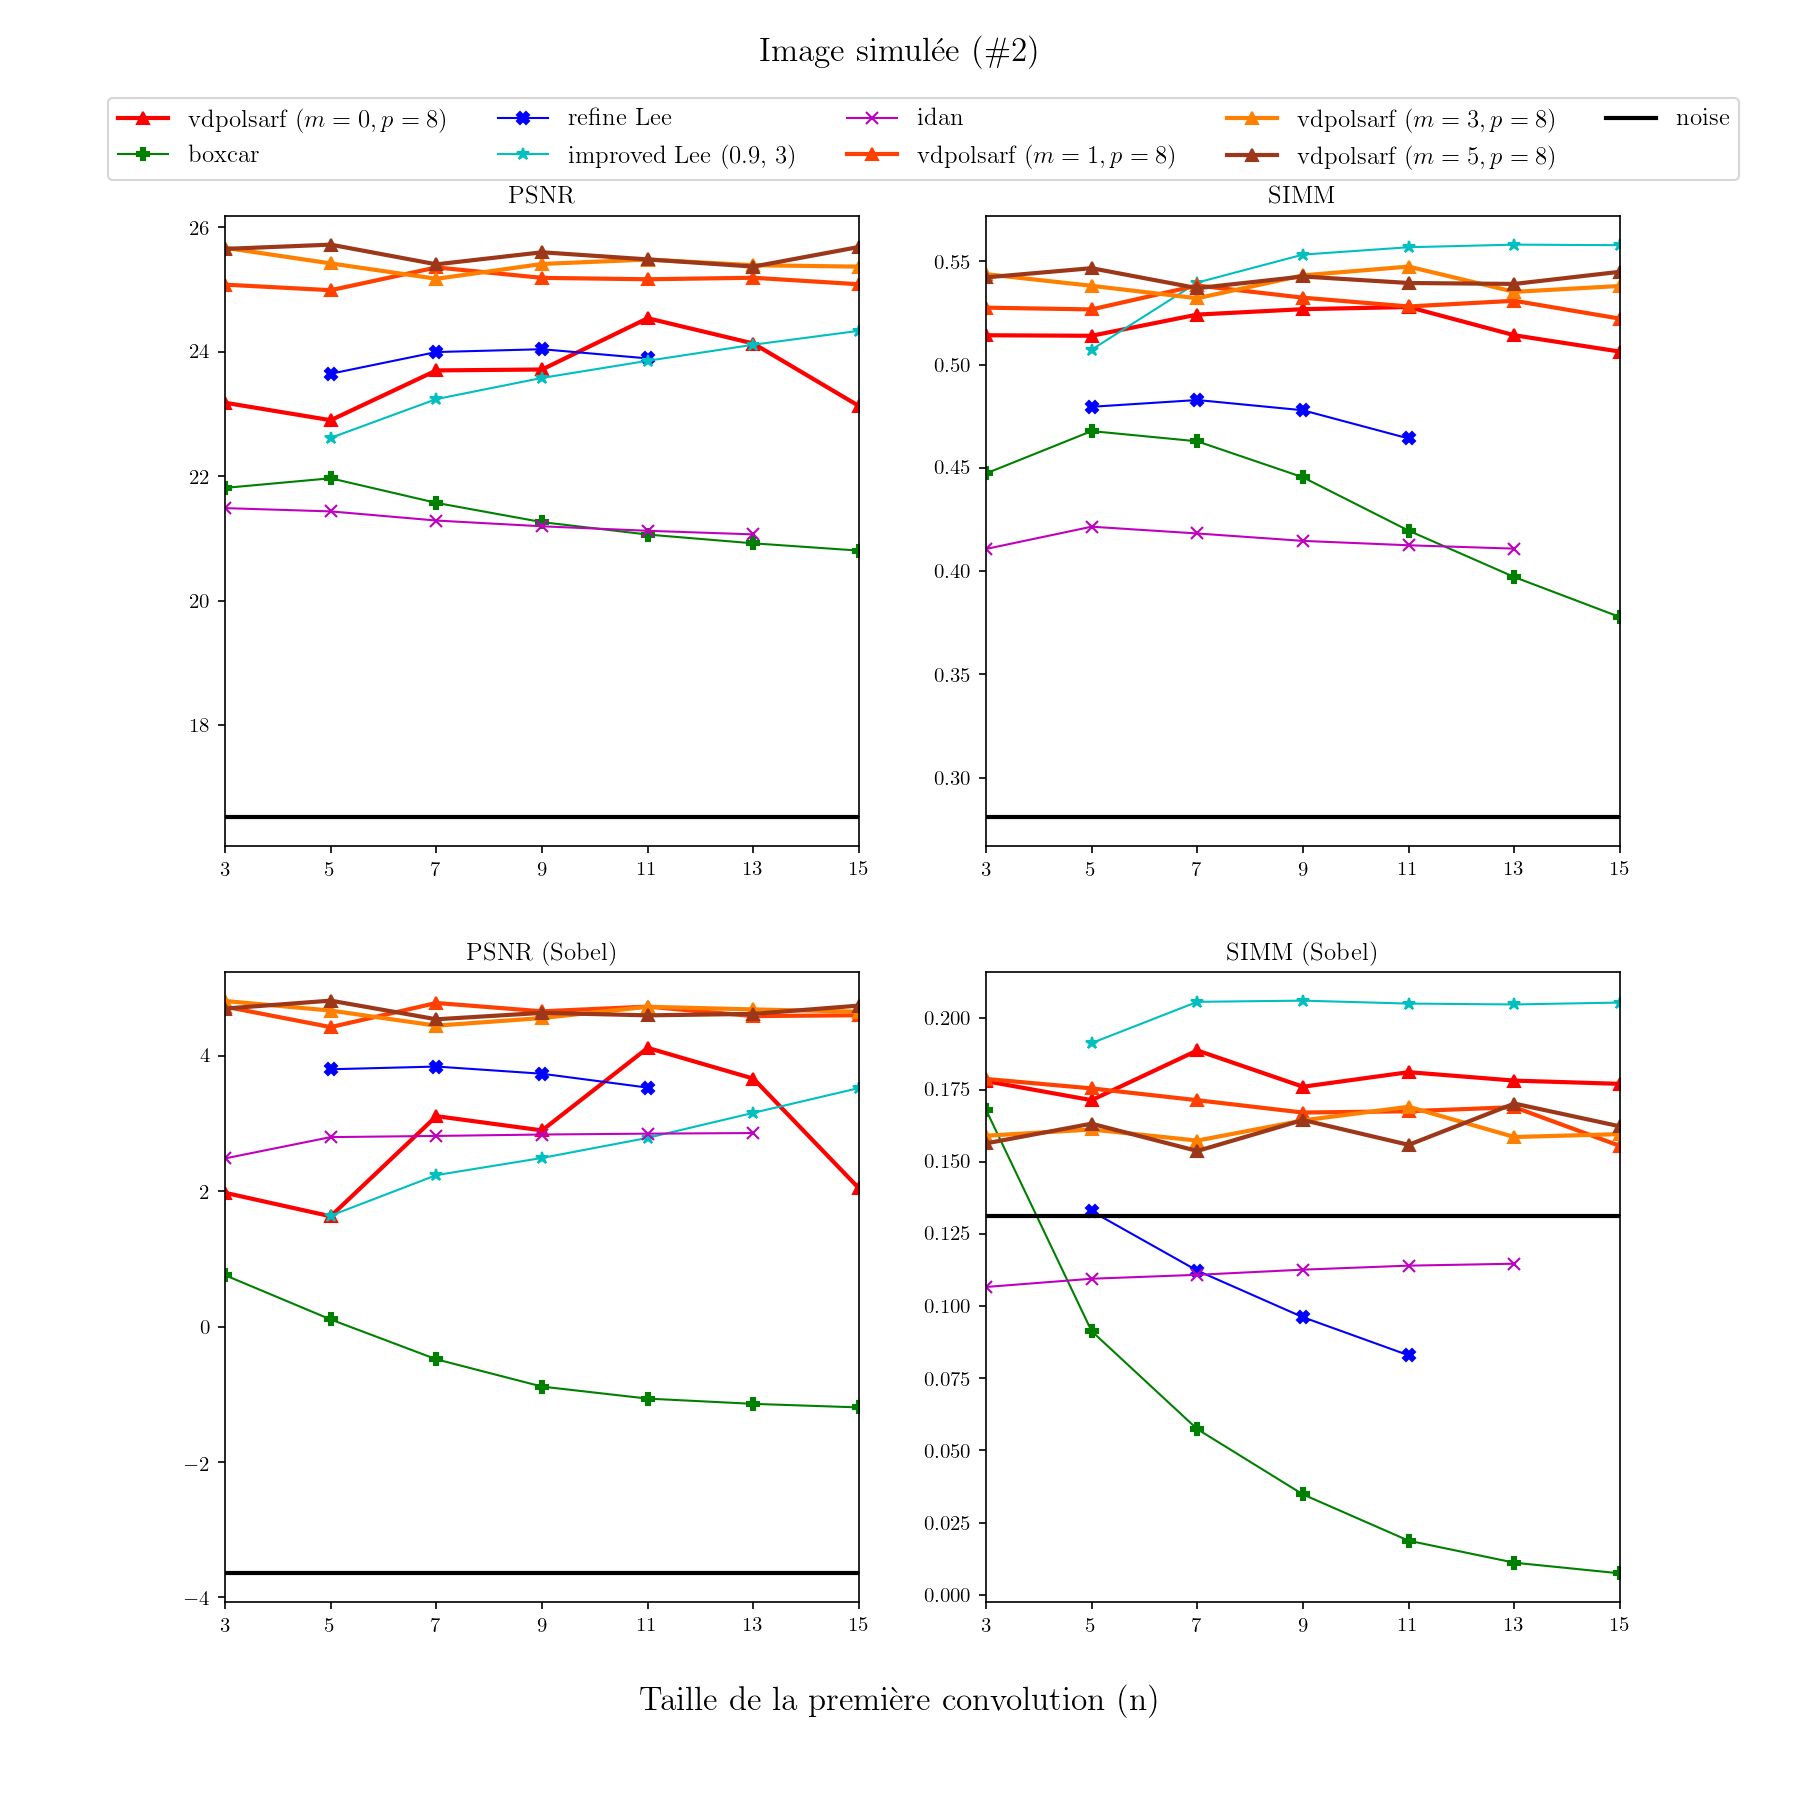 Image simulée (#2)
vdpolsarf (m = 0, p = 8)
boxcar
refine Lee
improved Lee (0.9, 3)
idan
vdpolsarf (m = 1, p = 8)
vdpolsarf (m = 3, p = 8)
vdpolsarf (m = 5, p = 8)
noise
PSNR
26
24
22
20
18
3 5 7 9 11 13 15
SIMM
0.55
0.50
0.45
0.40
0.35
0.30
3 5 7 9 11 13 15
PSNR (Sobel)
4
2
0
−2
−4
3 5 7 9 11 13 15
SIMM (Sobel)
0.200
0.175
0.150
0.125
0.100
0.075
0.050
0.025
0.000
3 5 7 9 11 13 15
Taille de la première convolution (n)